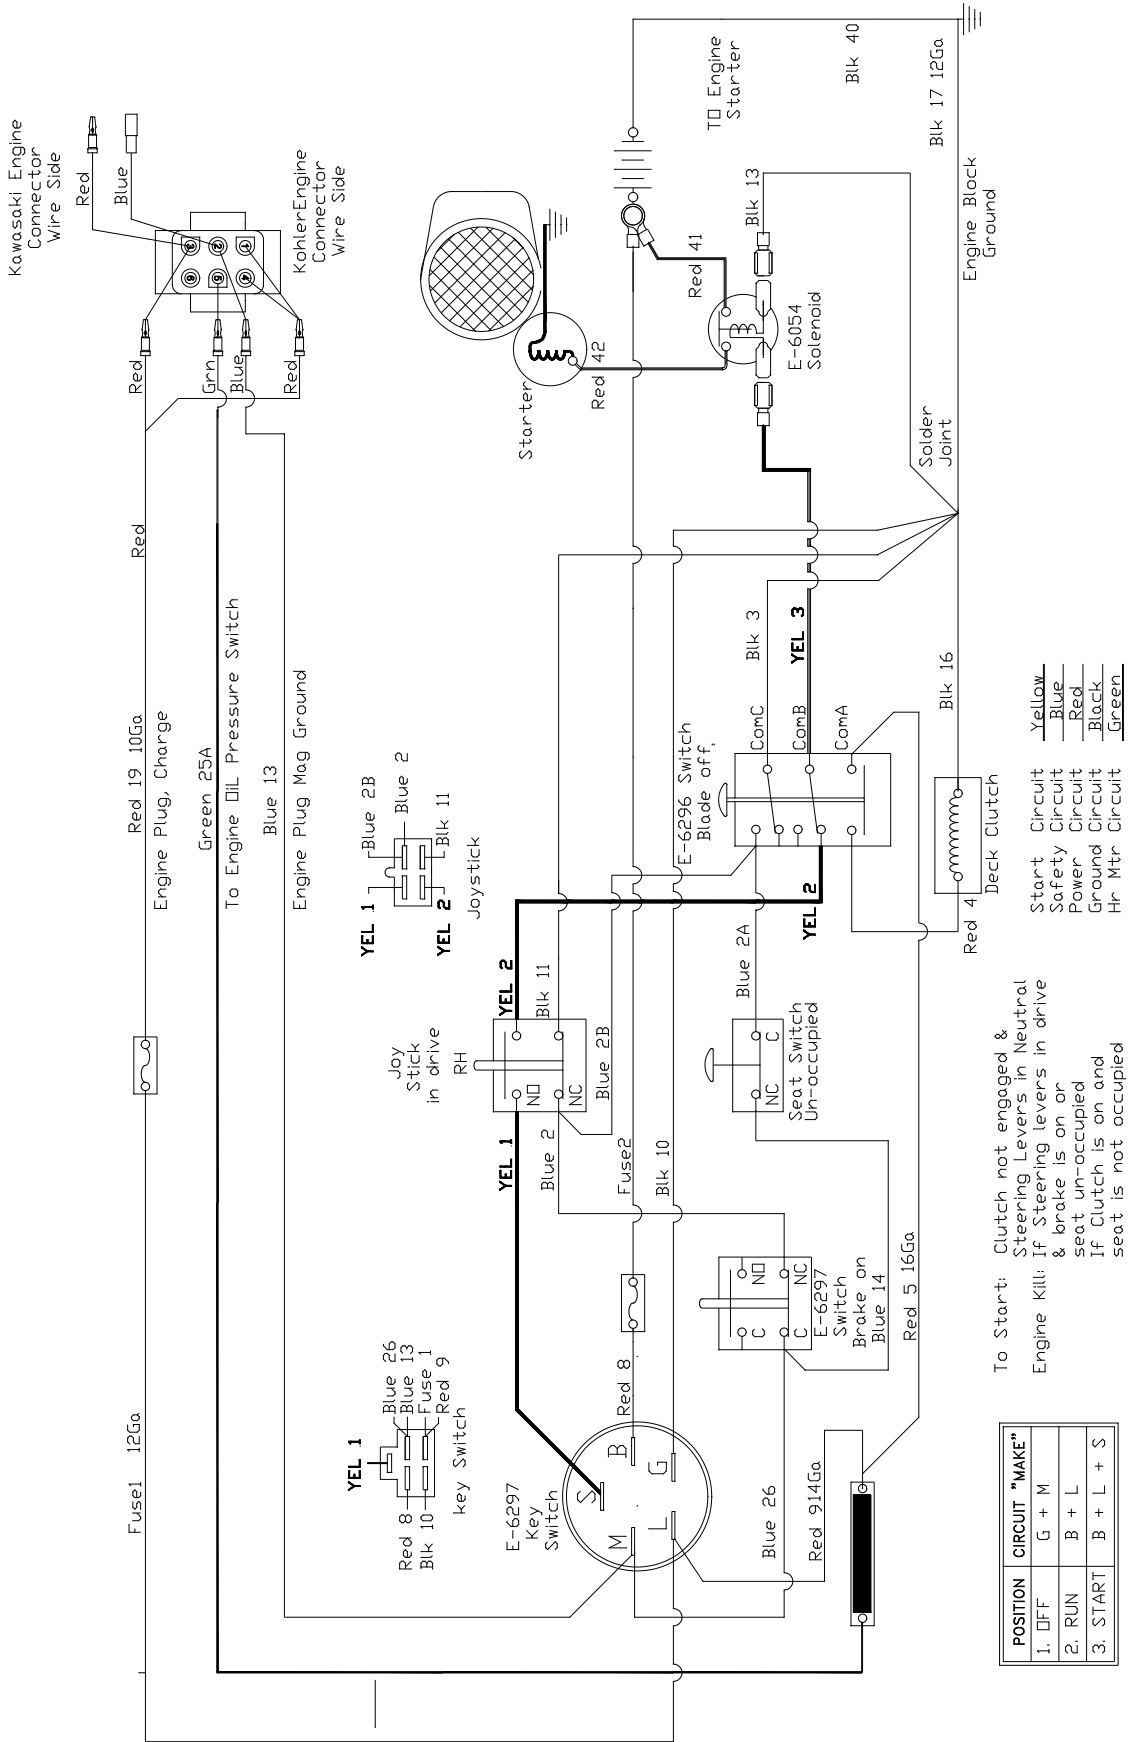 Kawasaki Engine
Connector
Wire Side
Red
Blue
3
2
1
6
5
4
KohlerEngine
Connector
Wire Side
Red
Grn
Blue
Red
Red
Red 19 10Ga
Engine Plug, Charge
Green 25A
To Engine Oil Pressure Switch
Blue 13
Engine Plug Mag Ground
Fuse1 12Ga
Starter
Red 42
Red 41
TO Engine
Starter
Blk 40
Blk 17 12Ga
Blk 13
E-6054
Solenoid
Engine Block
Ground
Solder
Joint
Blue 2B
Blue 2
YEL 1
YEL 2
Blk 11
Joystick
Joy
Stick
in drive
RH
YEL 2
Blk 11
NO
NC
YEL 1
Blue 2
Blue 2B
Blk 3
YEL 3
ComC
ComB
ComA
E-6296 Switch
Blade off,
YEL 2
Blue 2A
Blk 16
Deck Clutch
Red 4
C
NC
Seat Switch
Un-occupied
Fuse2
Blk 10
Red 8
NO
NC
C
C
E-6297
Switch
Brake on
Blue 14
Red 5 16Ga
YEL 1
Blue 26
Blue 13
Fuse 1
Red 9
Red 8
Blk 10
key Switch
E-6297
Key
Switch
S
B
G
M
L
Blue 26
Red 914Ga
Start Circuit Yellow
Safety Circuit Blue
Power Circuit Red
Ground Circuit Black
Hr Mtr Circuit Green
To Start: Clutch not engaged &
Steering Levers in Neutral
Engine Kill: If Steering levers in drive
& brake is on or
seat un-occupied
If Clutch is on and
seat is not occupied
POSITION CIRCUIT "MAKE"
1. OFF G + M
2. RUN B + L
3. START B + L + S